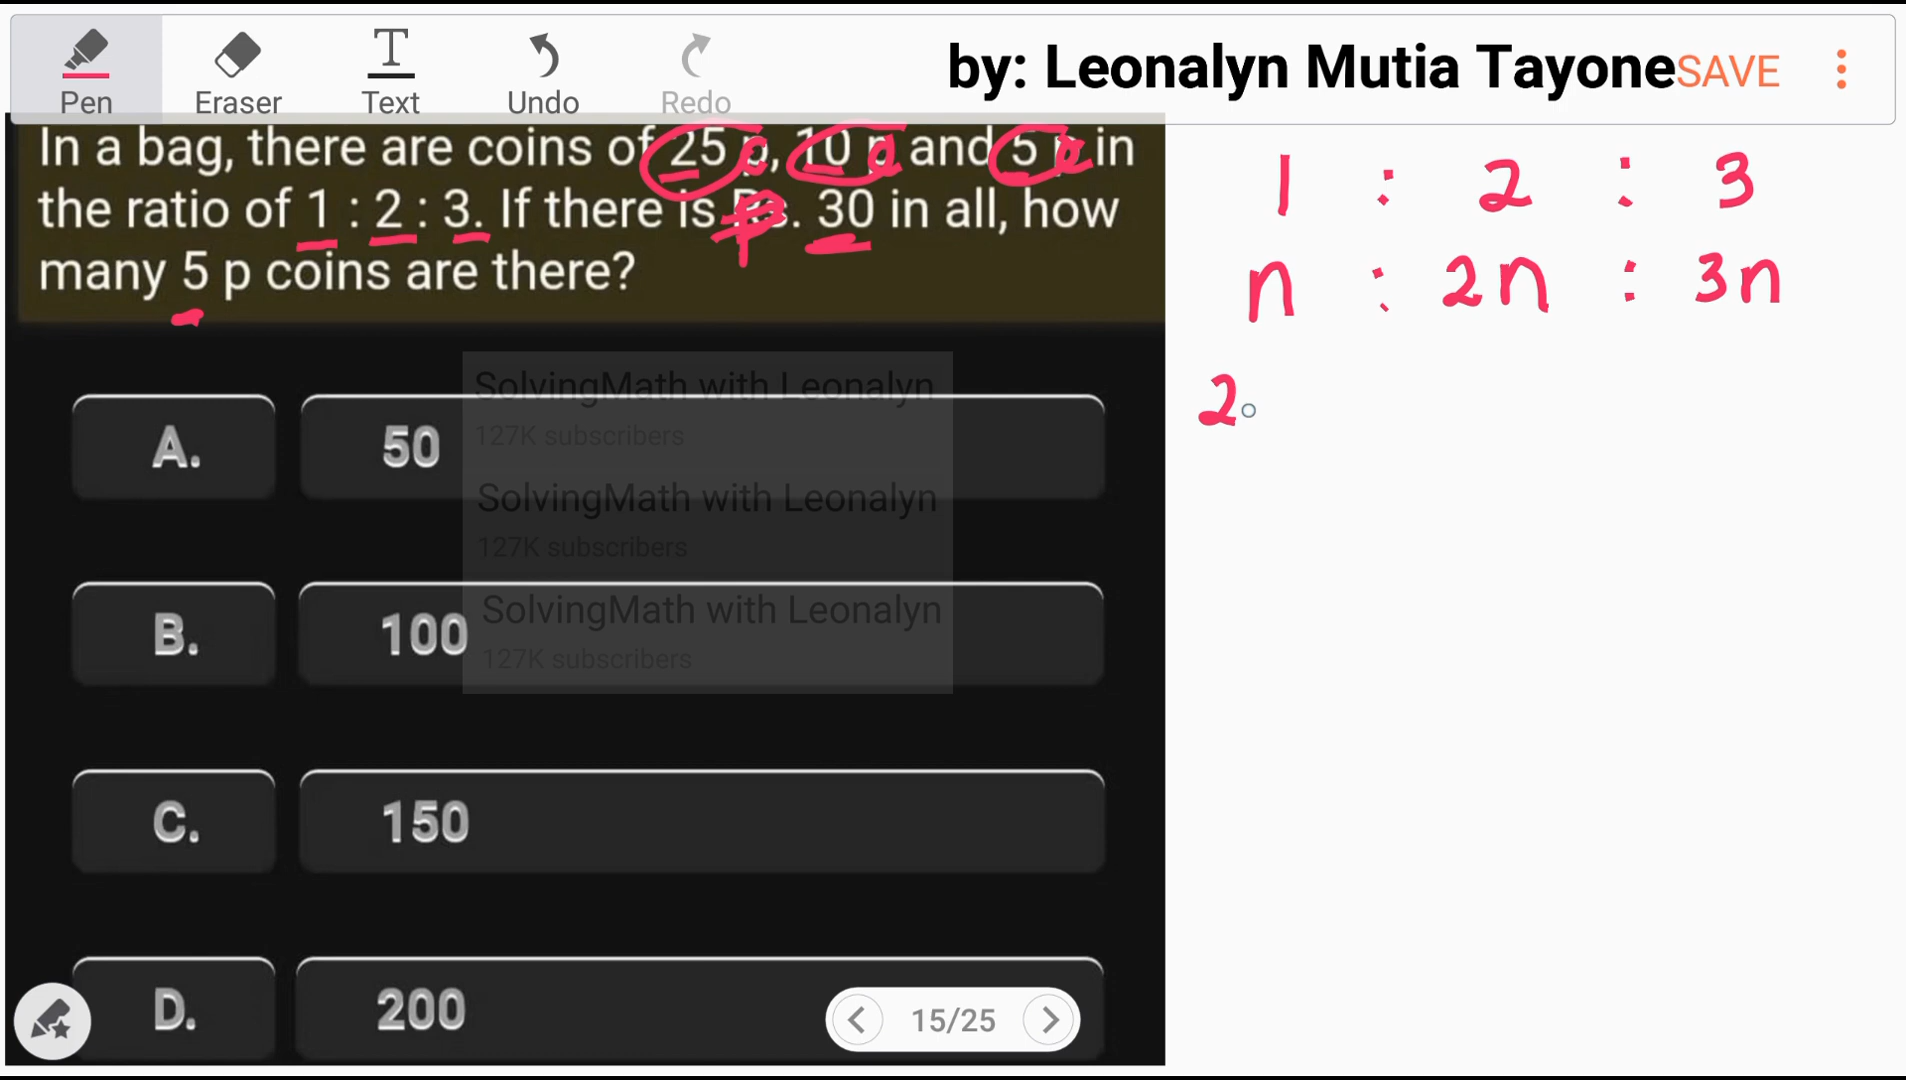 Pen
Eraser
T
Text
Undo
Redo
by: Leonalyn Mutia Tayone
SAVE
In a bag, there are coins of 25 p, 10 p and 5 p in
the ratio of 1 : 2 : 3. If there is Rs. 30 in all, how
many 5 p coins are there?
1 : 2 : 3
n : 2n : 3n
2
SolvingMath with Leonalyn
127K subscribers
A. 50
SolvingMath with Leonalyn
127K subscribers
SolvingMath with Leonalyn
B. 100
127K subscribers
C. 150
D. 200
15/25